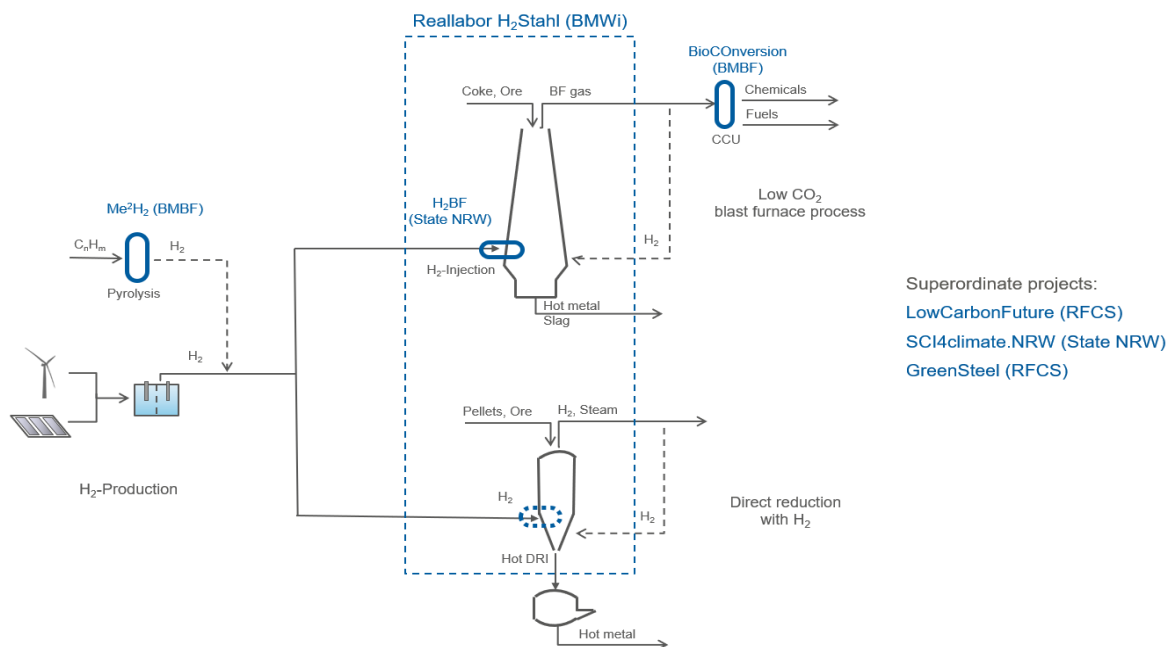 Reallabor H₂Stahl (BMWi)
BioCOnversion
(BMBF)
Coke, Ore
BF gas
Chemicals
Fuels
CCU
Low CO₂
blast furnace process
H₂BF
(State NRW)
H₂
H₂-Injection
Hot metal
Slag
Me²H₂ (BMBF)
CₙHₘ
H₂
Pyrolysis
H₂
H₂-Production
Superordinate projects:
LowCarbonFuture (RFCS)
SCI4climate.NRW (State NRW)
GreenSteel (RFCS)
Pellets, Ore
H₂, Steam
H₂
H₂
Direct reduction
with H₂
Hot DRI
Hot metal